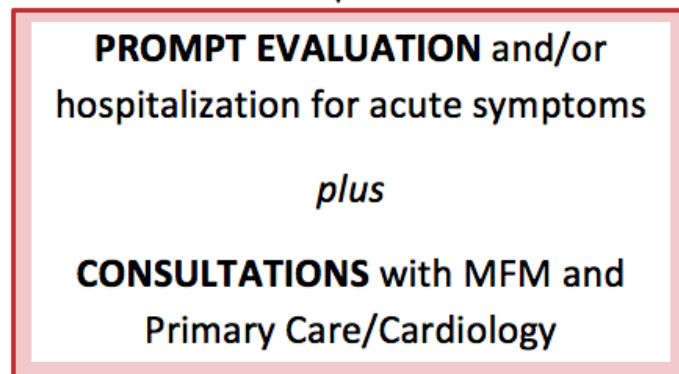 PROMPT EVALUATION and/or
hospitalization for acute symptoms
plus
CONSULTATIONS with MFM and
Primary Care/Cardiology